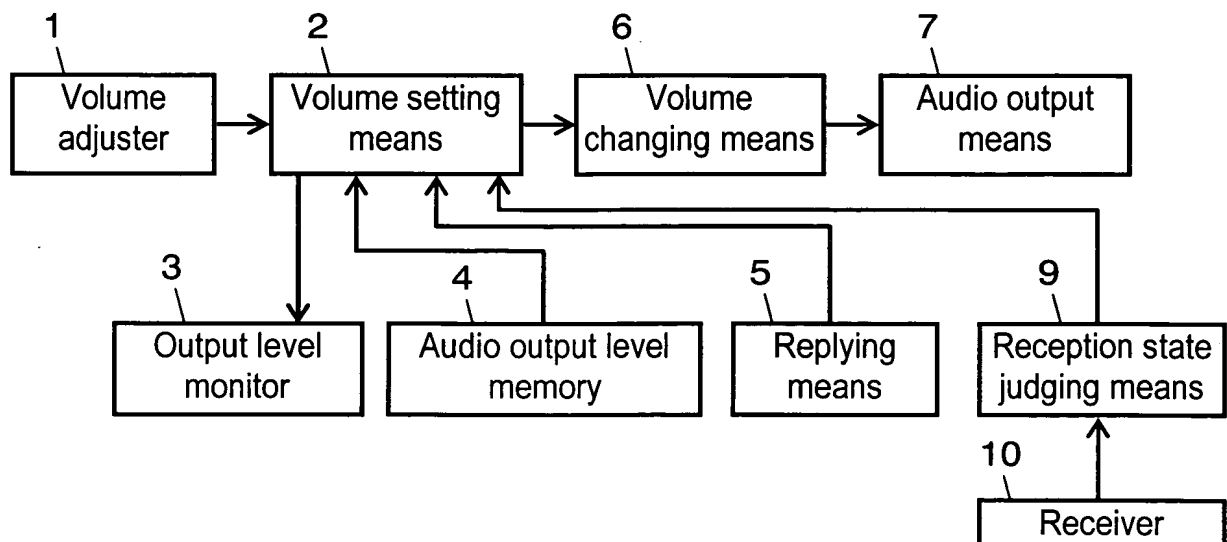 1
2
6
7
Volume
adjuster
Volume setting
means
Volume
changing means
Audio output
means
3
4
5
9
Output level
monitor
Audio output level
memory
Replying
means
Reception state
judging means
10
Receiver